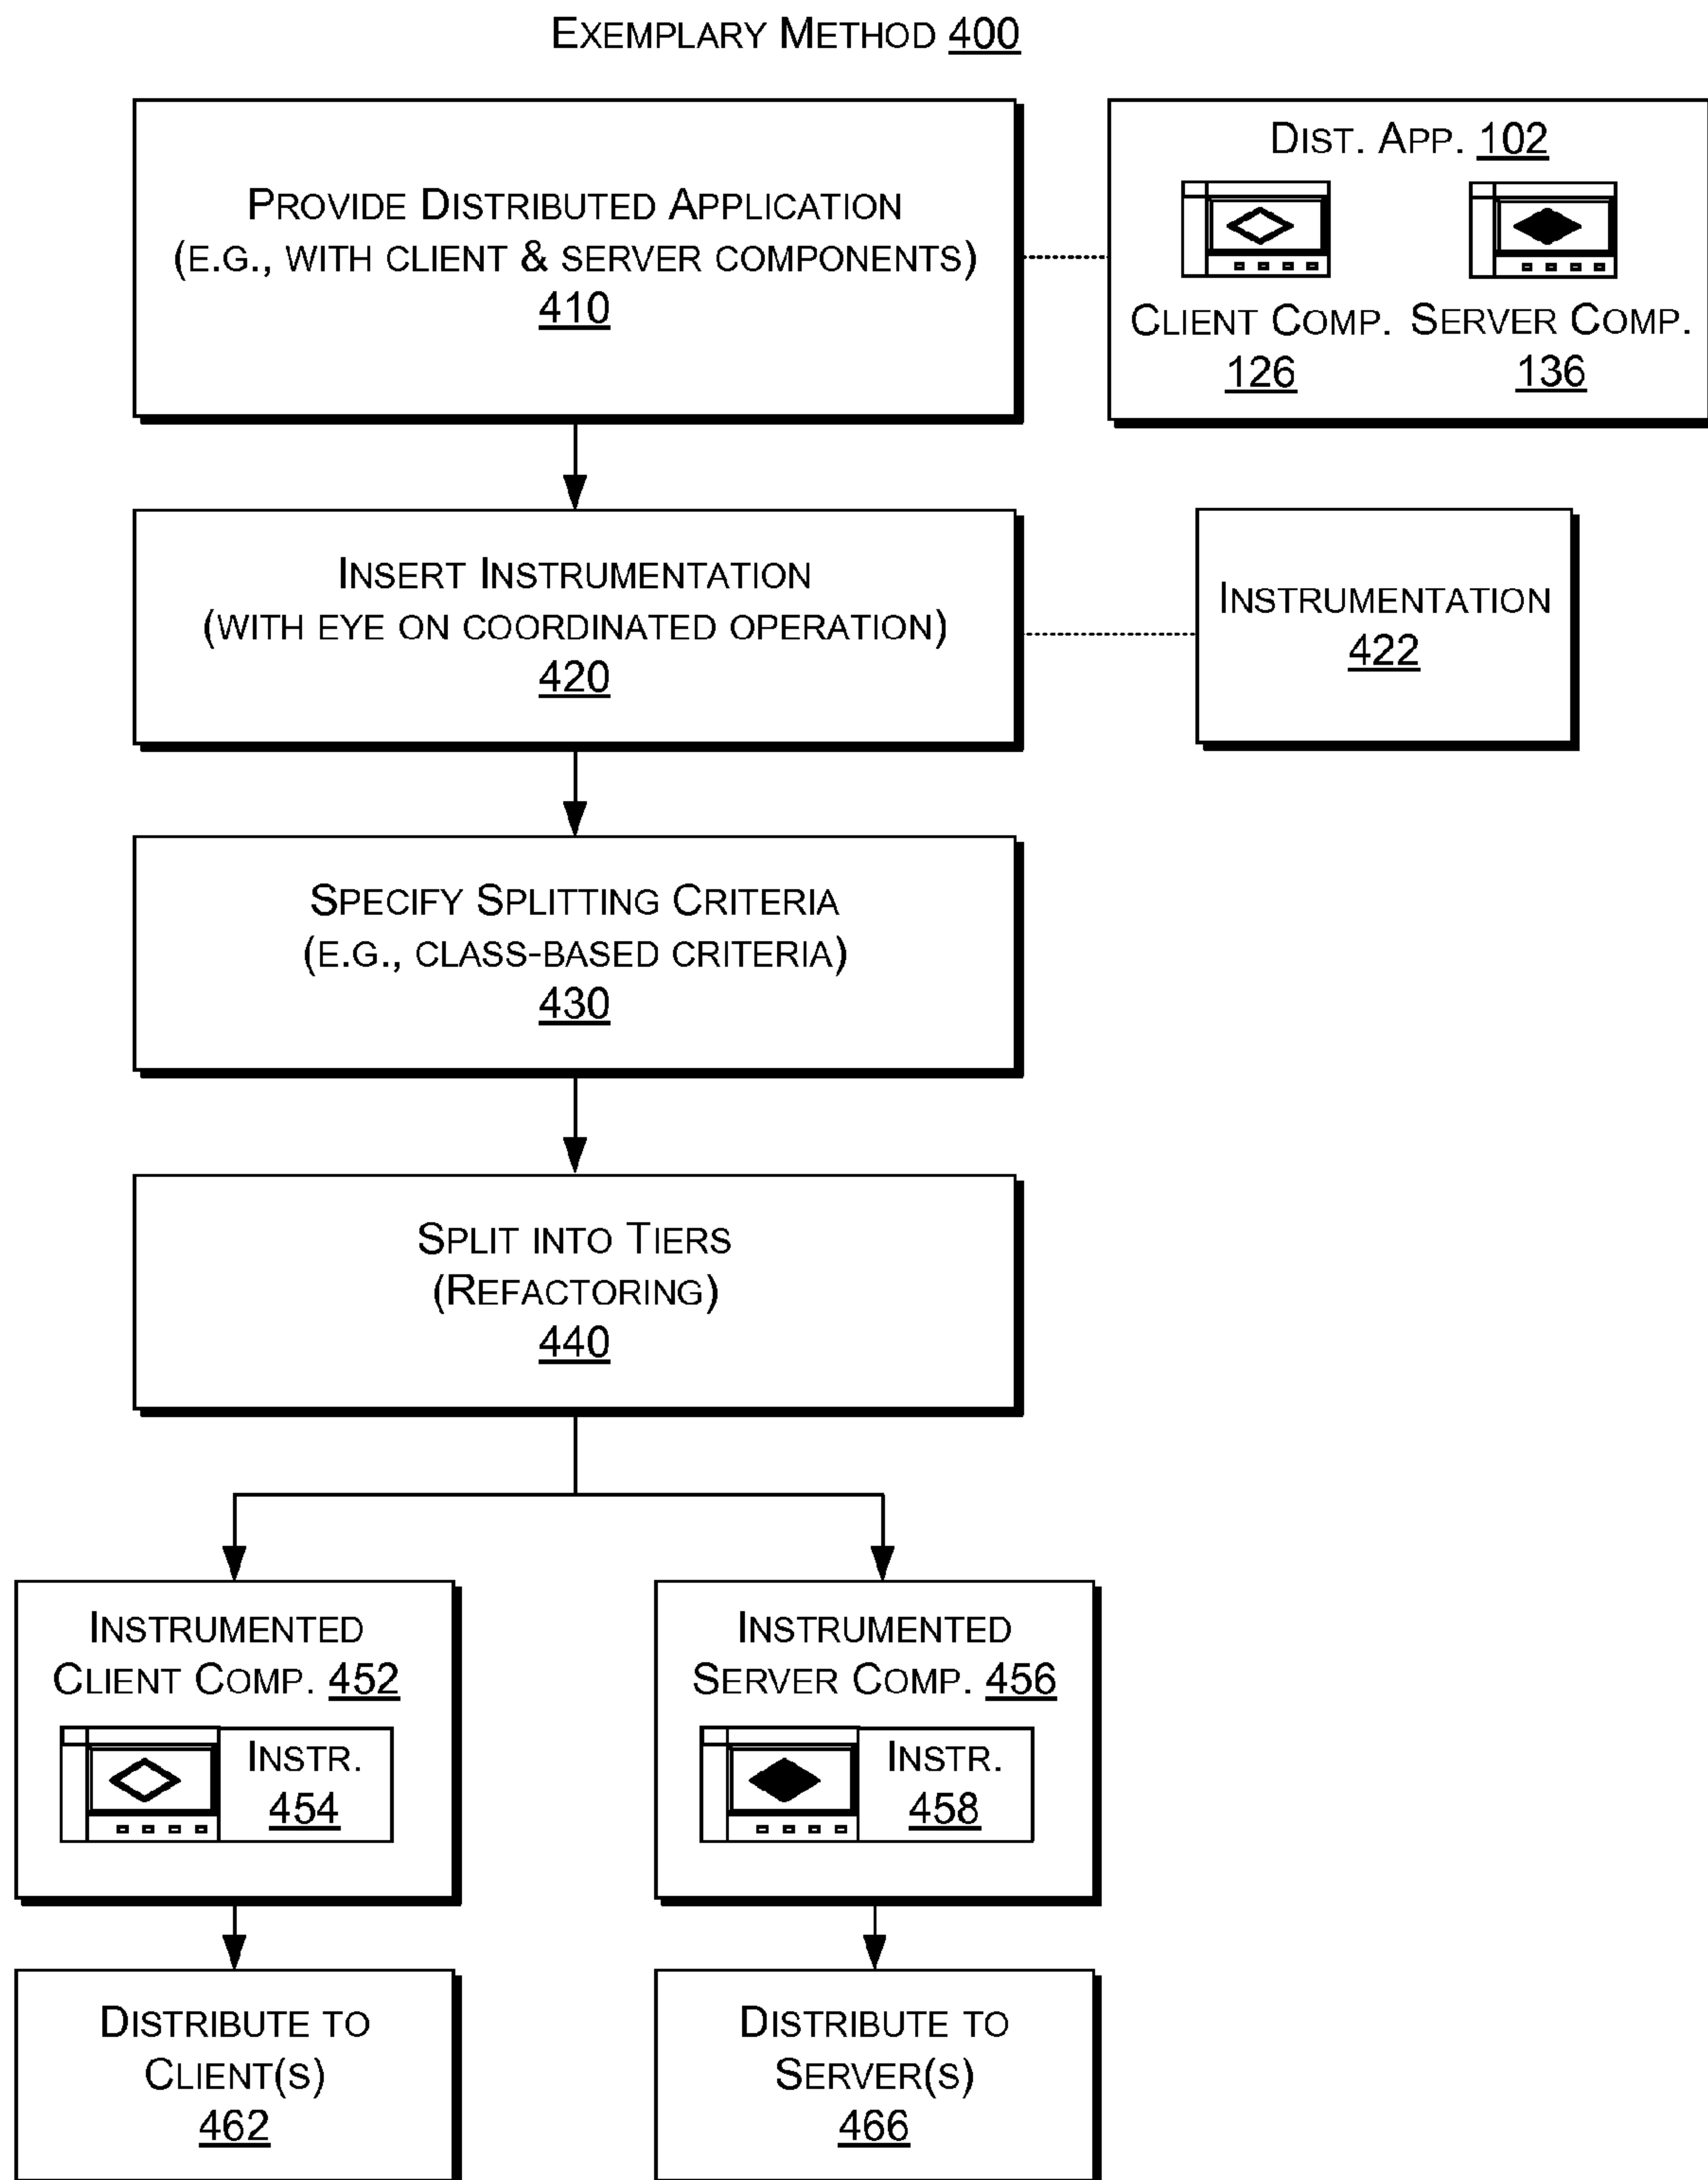 EXEMPLARY METHOD 400
PROVIDE DISTRIBUTED APPLICATION
(E.G., WITH CLIENT & SERVER COMPONENTS)
410
DIST. APP. 102
CLIENT COMP. SERVER COMP.
126 136
INSERT INSTRUMENTATION
(WITH EYE ON COORDINATED OPERATION)
420
INSTRUMENTATION
422
SPECIFY SPLITTING CRITERIA
(E.G., CLASS-BASED CRITERIA)
430
SPLIT INTO TIERS
(REFACTORING)
440
INSTRUMENTED
CLIENT COMP. 452
INSTR.
454
INSTRUMENTED
SERVER COMP. 456
INSTR.
458
DISTRIBUTE TO
CLIENT(S)
462
DISTRIBUTE TO
SERVER(S)
466